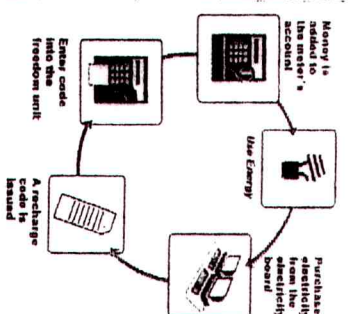 Money is
added to
the meter's
account
Use Energy
Purchase
electricity
from the
electricity
board
A recharge
code is
issued
Enter code
into the
freedom unit